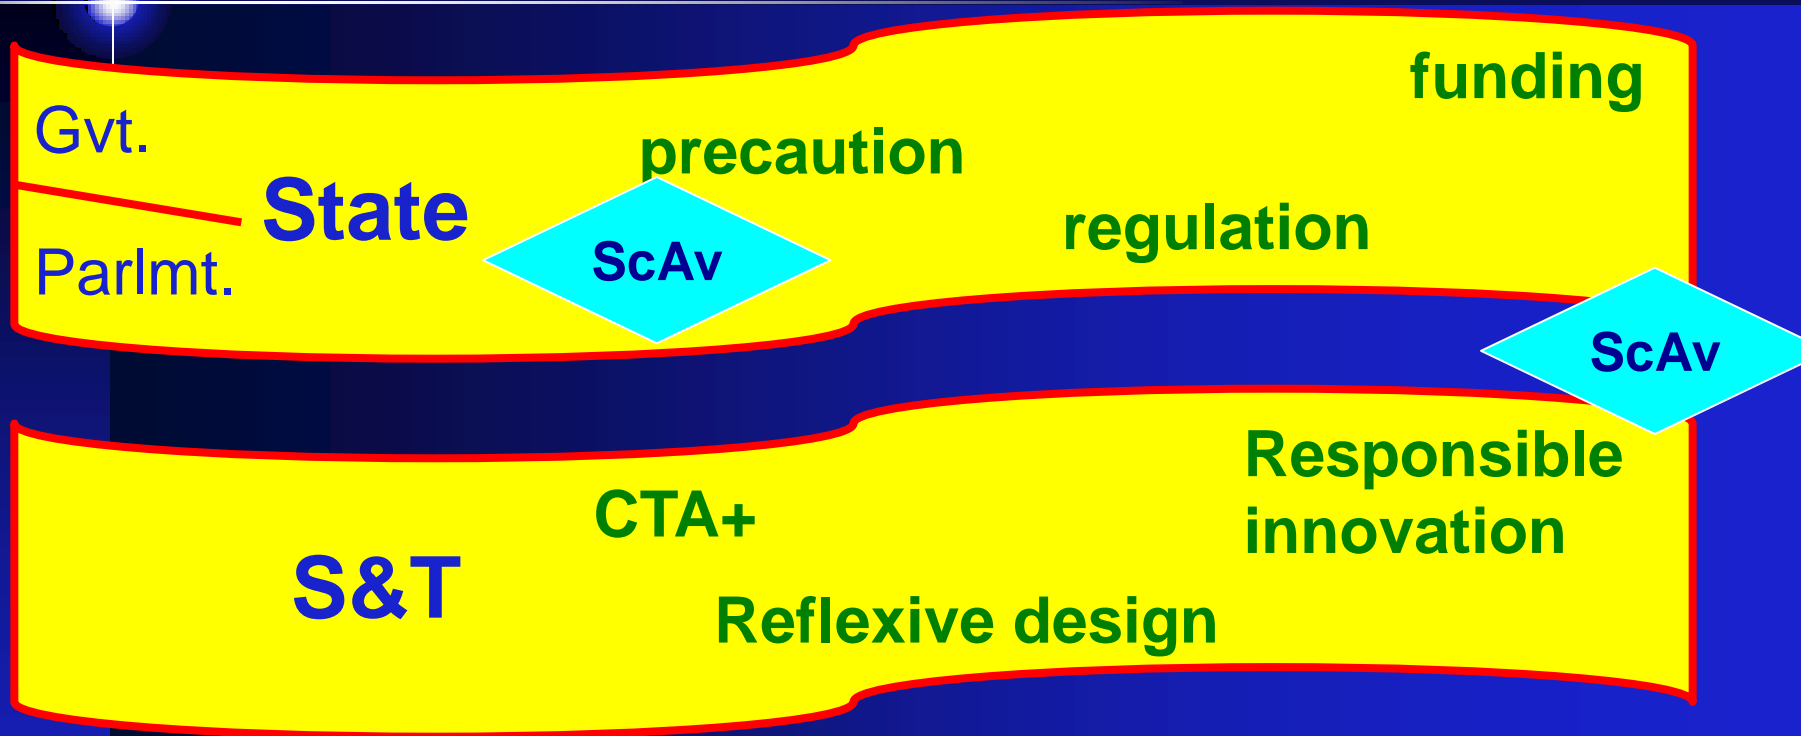 funding
Gvt.
precaution
State
regulation
ScAv
Parlmt.
ScAv
Responsible
innovation
CTA+
S&T
Reflexive design